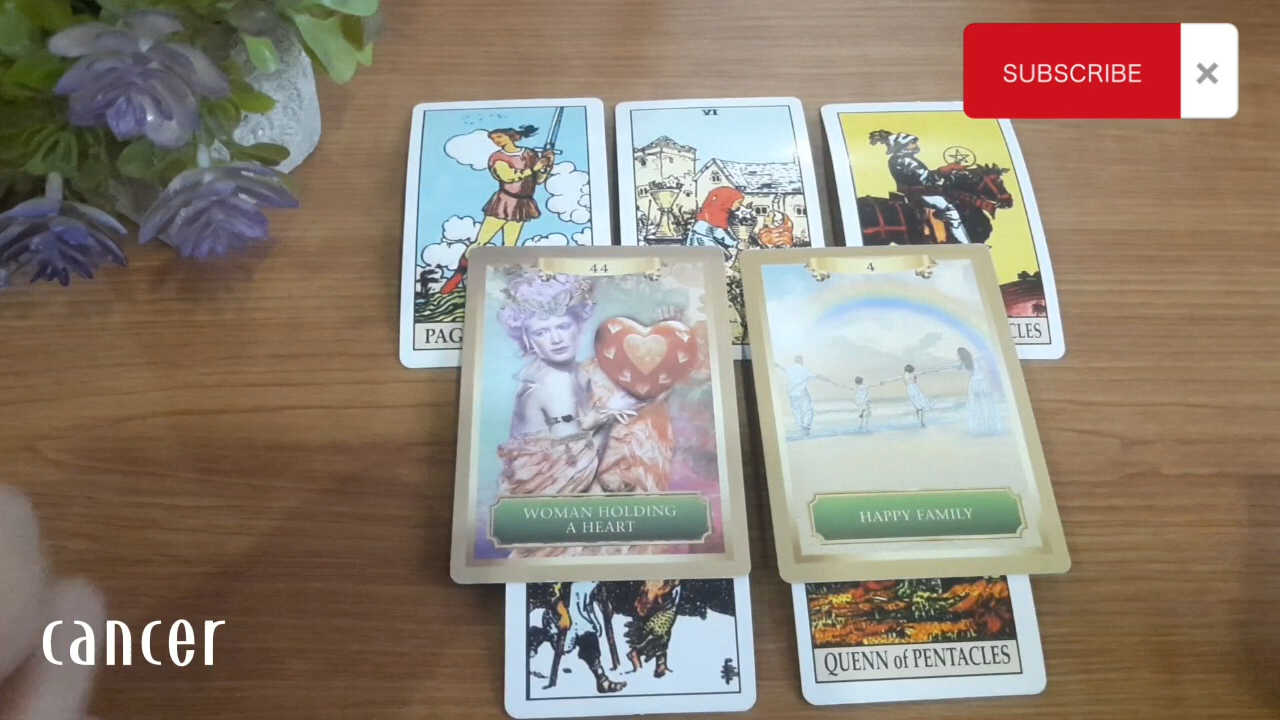 SUBSCRIBE
VI
PAG
CLES
44
4
WOMAN HOLDING
A HEART
HAPPY FAMILY
QUENN of PENTACLES
cancer